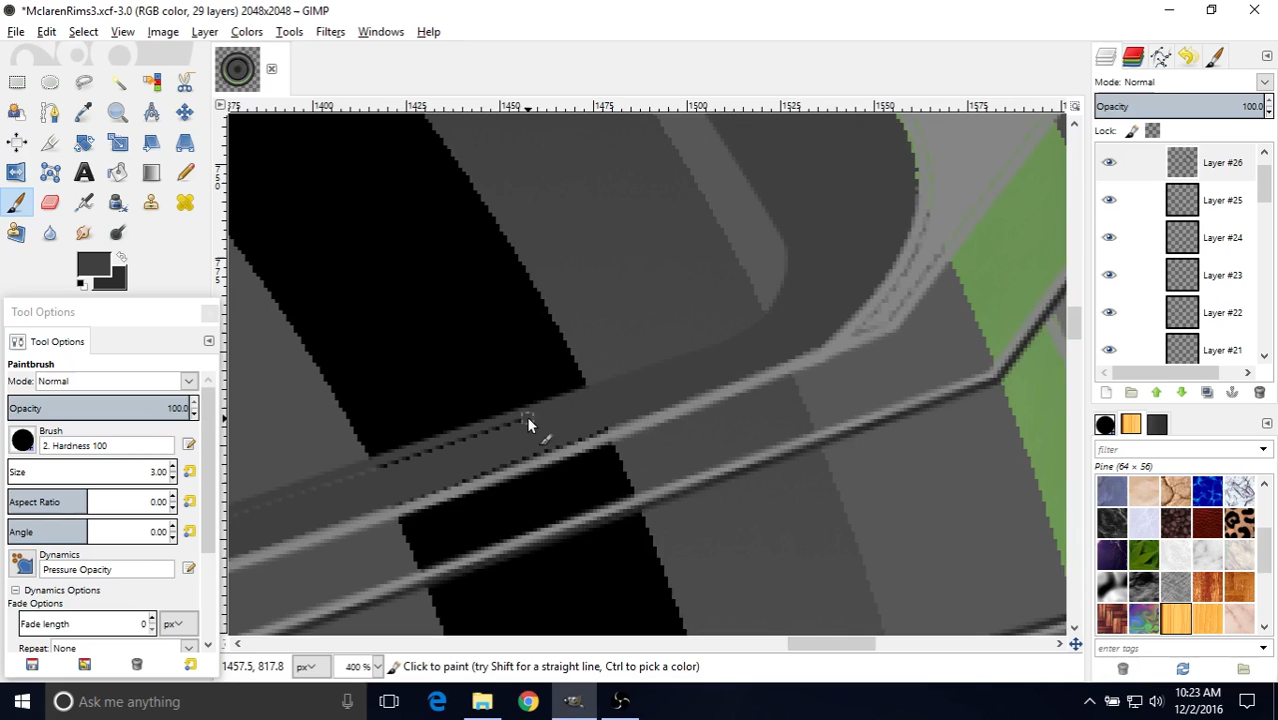 *MclarenRims3.xcf-3.0 (RGB color, 29 layers) 2048x2048 – GIMP
File Edit Select View Image Layer Colors Tools Filters Windows Help
Mode: Normal
1400 1425 1450 1475 1500 1525 1550 1575
Opacity 100.0
Lock:
Layer #26
Layer #25
Layer #24
Layer #23
Layer #22
Layer #21
750
775
Tool Options
Tool Options
Paintbrush
Mode: Normal
Opacity 100.0
Brush
2. Hardness 100
Size 3.00
Aspect Ratio 0.00
Angle 0.00
Dynamics
Pressure Opacity
Dynamics Options
Fade Options
Fade length 0 px
Repeat: None
filter
Pine (64 × 56)
enter tags
1457.5, 817.8 px 400 % Click to paint (try Shift for a straight line, Ctrl to pick a color)
Ask me anything
10:23 AM
12/2/2016